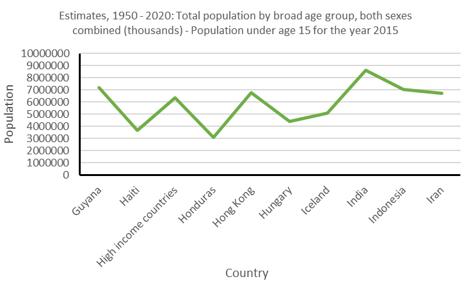 Estimates, 1950 - 2020: Total population by broad age group, both sexes
combined (thousands) - Population under age 15 for the year 2015
10000000
9000000
8000000
7000000
6000000
5000000
4000000
3000000
2000000
1000000
0
Population
Guyana
Haiti
High income countries
Honduras
Hong Kong
Hungary
Iceland
India
Indonesia
Iran
Country